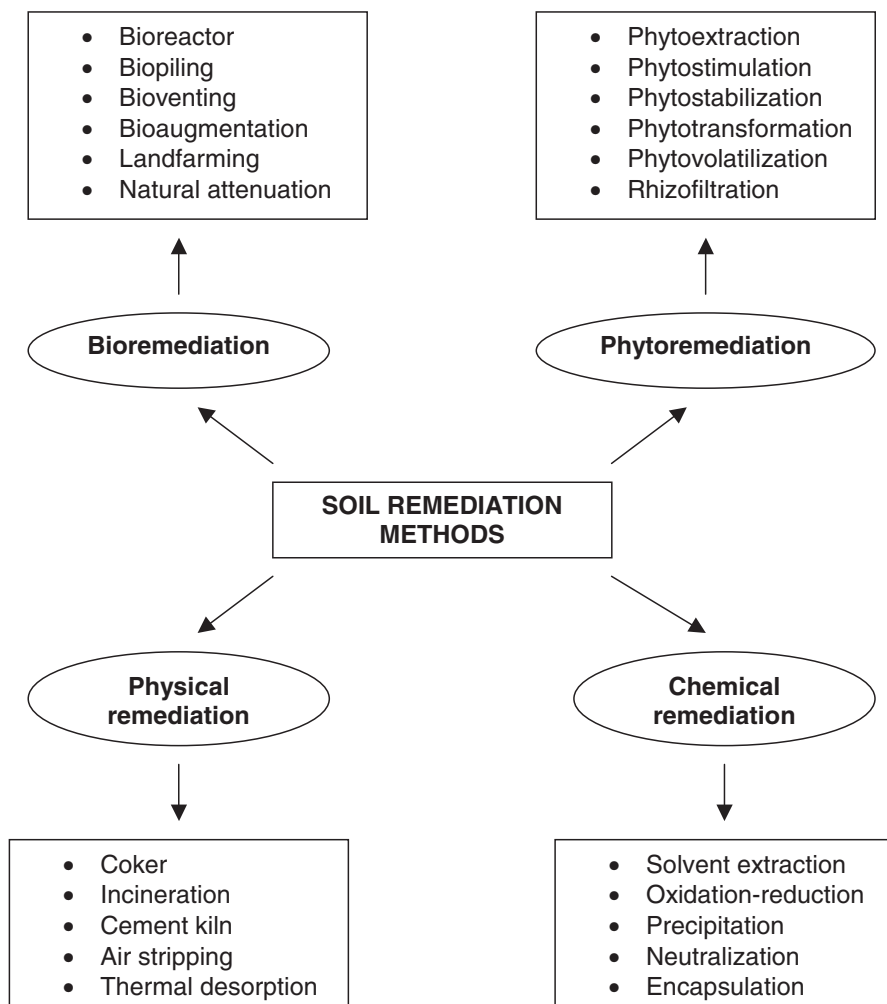 • Bioreactor
• Biopiling
• Bioventing
• Bioaugmentation
• Landfarming
• Natural attenuation
• Phytoextraction
• Phytostimulation
• Phytostabilization
• Phytotransformation
• Phytovolatilization
• Rhizofiltration
Bioremediation
Phytoremediation
SOIL REMEDIATION
METHODS
Physical
remediation
Chemical
remediation
• Coker
• Incineration
• Cement kiln
• Air stripping
• Thermal desorption
• Solvent extraction
• Oxidation-reduction
• Precipitation
• Neutralization
• Encapsulation